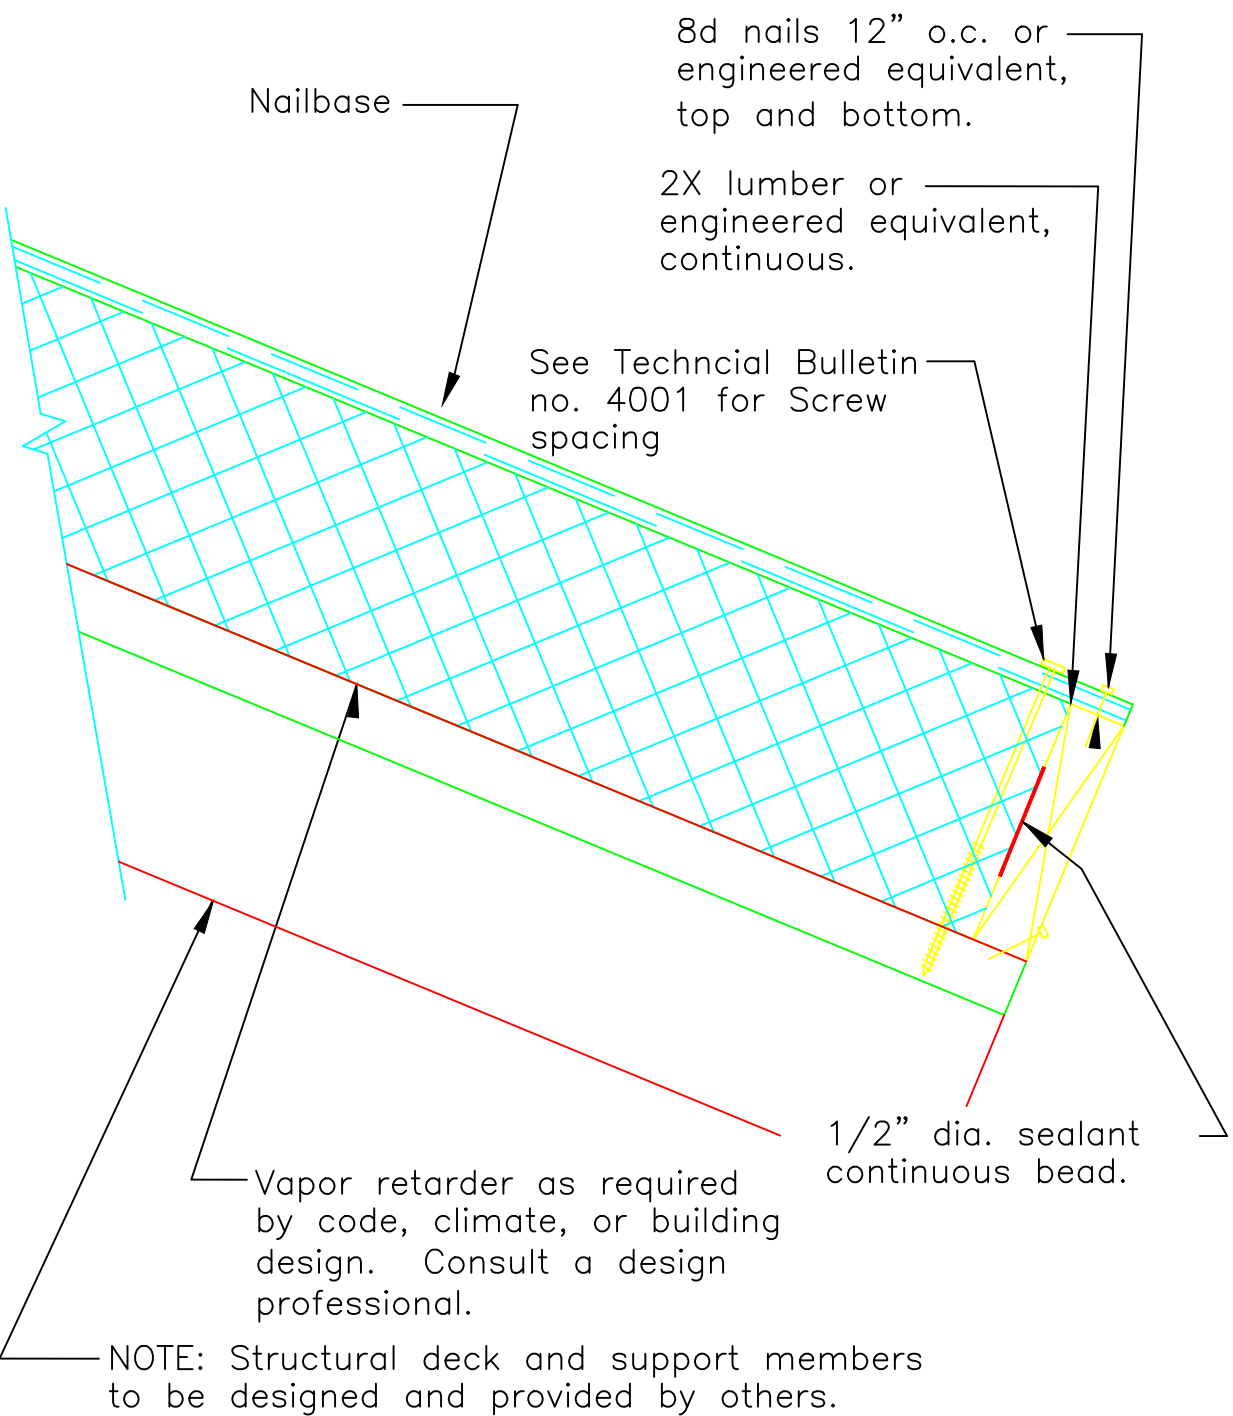 8d nails 12” o.c. or
engineered equivalent,
top and bottom.
Nailbase
2X lumber or
engineered equivalent,
continuous.
See Techncial Bulletin
no. 4001 for Screw
spacing
1/2” dia. sealant
continuous bead.
Vapor retarder as required
by code, climate, or building
design. Consult a design
professional.
NOTE: Structural deck and support members
to be designed and provided by others.